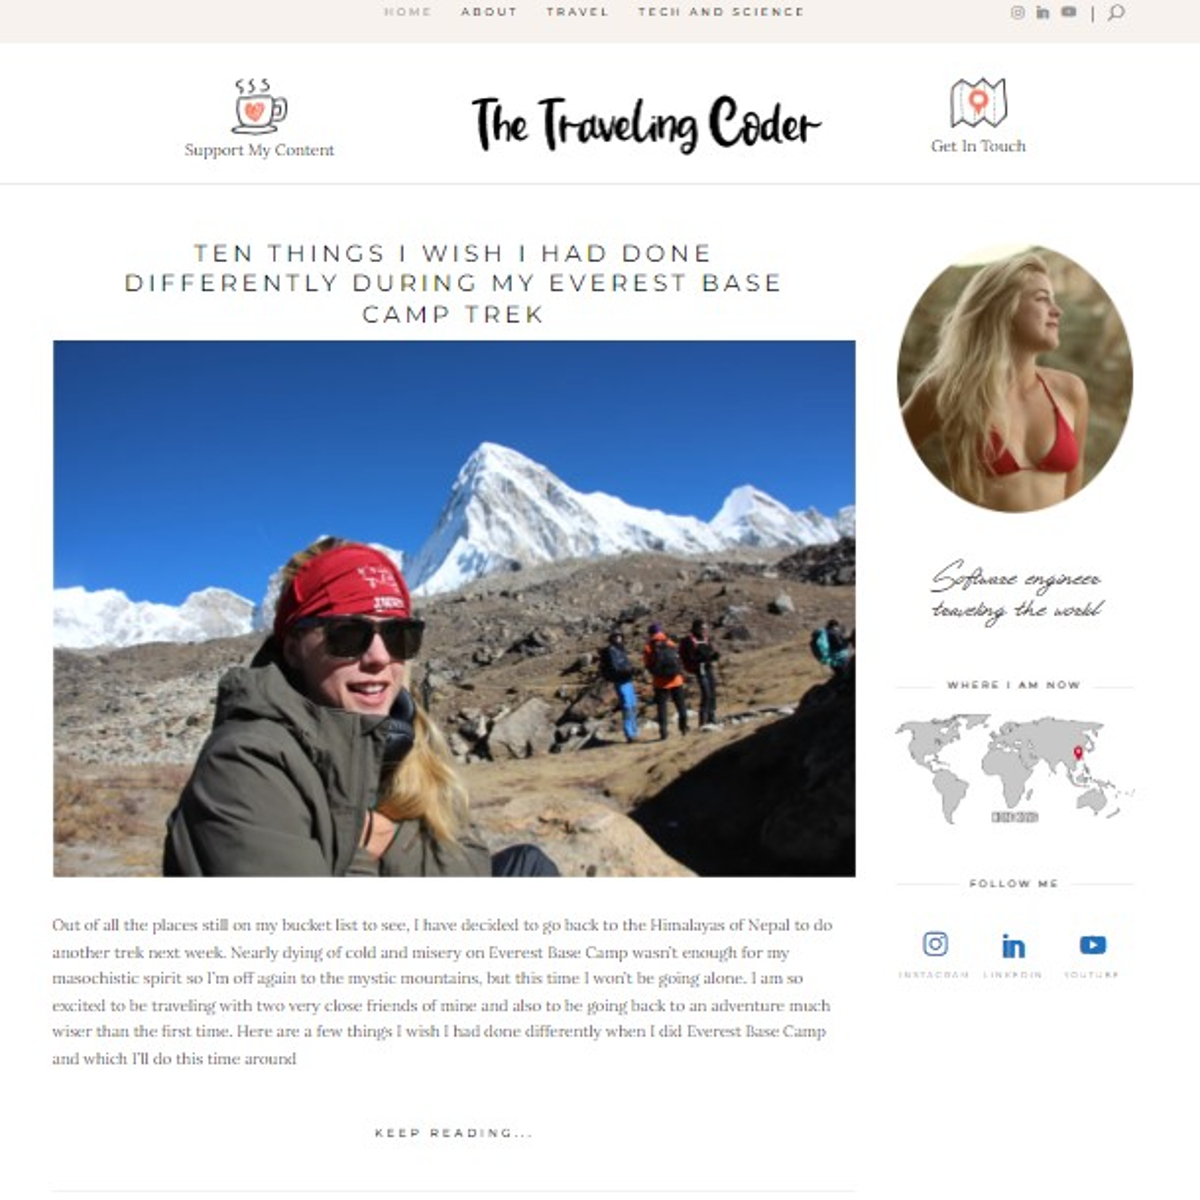 HOME ABOUT TRAVEL TECH AND SCIENCE
Support My Content
The Traveling Coder
Get In Touch
TEN THINGS I WISH I HAD DONE
DIFFERENTLY DURING MY EVEREST BASE
CAMP TREK
Out of all the places still on my bucket list to see, I have decided to go back to the Himalayas of Nepal to do
another trek next week. Nearly dying of cold and misery on Everest Base Camp wasn't enough for my
masochistic spirit so I'm off again to the mystic mountains, but this time I won't be going alone. I am so
excited to be traveling with two very close friends of mine and also to be going back to an adventure much
wiser than the first time. Here are a few things I wish I had done differently when I did Everest Base Camp
and which I'll do this time around
KEEP READING...
Software engineer
traveling the world
WHERE I AM NOW
FOLLOW ME
INSTAGRAM LINKEDIN YOUTUBE